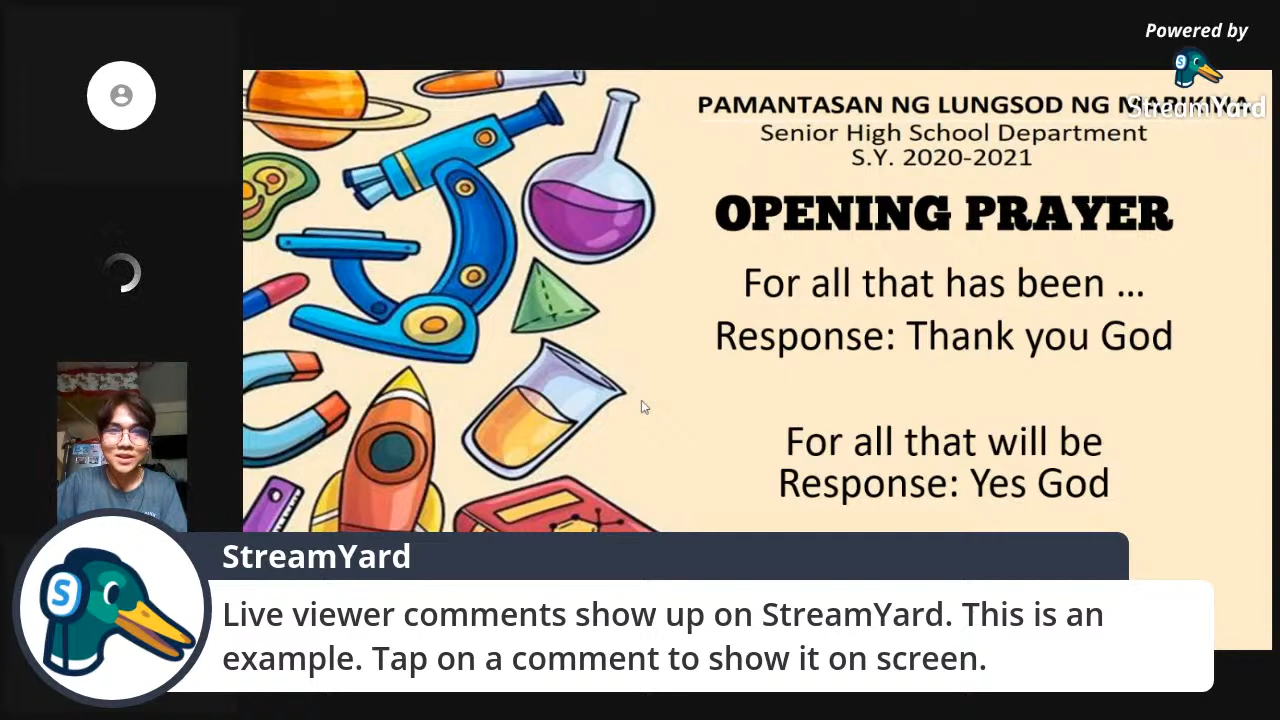 Powered by
StreamYard
PAMANTASAN NG LUNGSOD NG
Senior High School Department
S.Y. 2020-2021
OPENING PRAYER
For all that has been ...
Response: Thank you God
For all that will be
Response: Yes God
StreamYard
Live viewer comments show up on StreamYard. This is an
example. Tap on a comment to show it on screen.